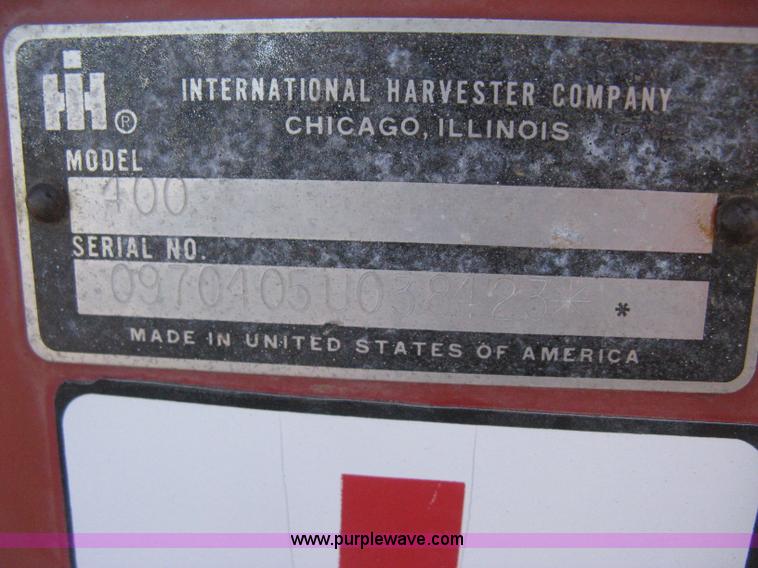 IH ®
INTERNATIONAL HARVESTER COMPANY
CHICAGO, ILLINOIS
MODEL
400
SERIAL NO.
0970405U038123* *
MADE IN UNITED STATES OF AMERICA
www.purplewave.com